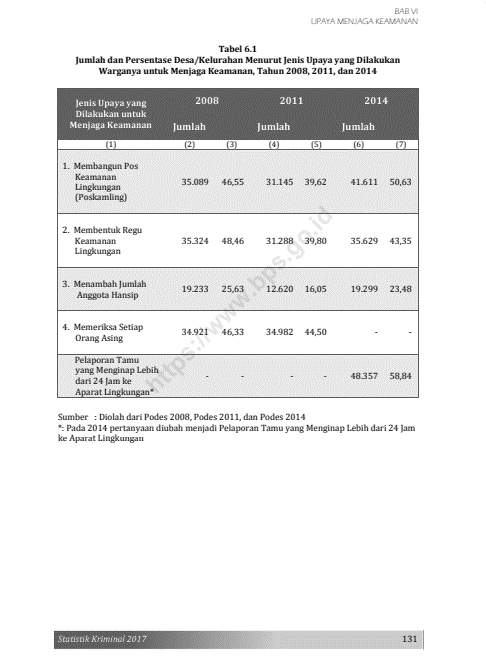 BAB VI
UPAYA MENJAGA KEAMANAN
Tabel 6.1
Jumlah dan Persentase Desa/Kelurahan Menurut Jenis Upaya yang Dilakukan
Warganya untuk Menjaga Keamanan, Tahun 2008, 2011, dan 2014
Jenis Upaya yang
Dilakukan untuk
Menjaga Keamanan
2008 2011 2014
Jumlah Jumlah Jumlah
(1) (2) (3) (4) (5) (6) (7)
1. Membangun Pos
Keamanan
Lingkungan
(Poskamling)
35.089 46,55 31.145 39,62 41.611 50,63
2. Membentuk Regu
Keamanan
Lingkungan
35.324 48,46 31.288 39,80 35.629 43,35
3. Menambah Jumlah
Anggota Hansip
19.233 25,63 12.620 16,05 19.299 23,48
4. Memeriksa Setiap
Orang Asing
34.921 46,33 34.982 44,50 - -
Pelaporan Tamu
yang Menginap Lebih
dari 24 Jam ke
Aparat Lingkungan*
- - - - 48.357 58,84
https://www.bps.go.id
Sumber : Diolah dari Podes 2008, Podes 2011, dan Podes 2014
*: Pada 2014 pertanyaan diubah menjadi Pelaporan Tamu yang Menginap Lebih dari 24 Jam
ke Aparat Lingkungan
Statistik Kriminal 2017
131